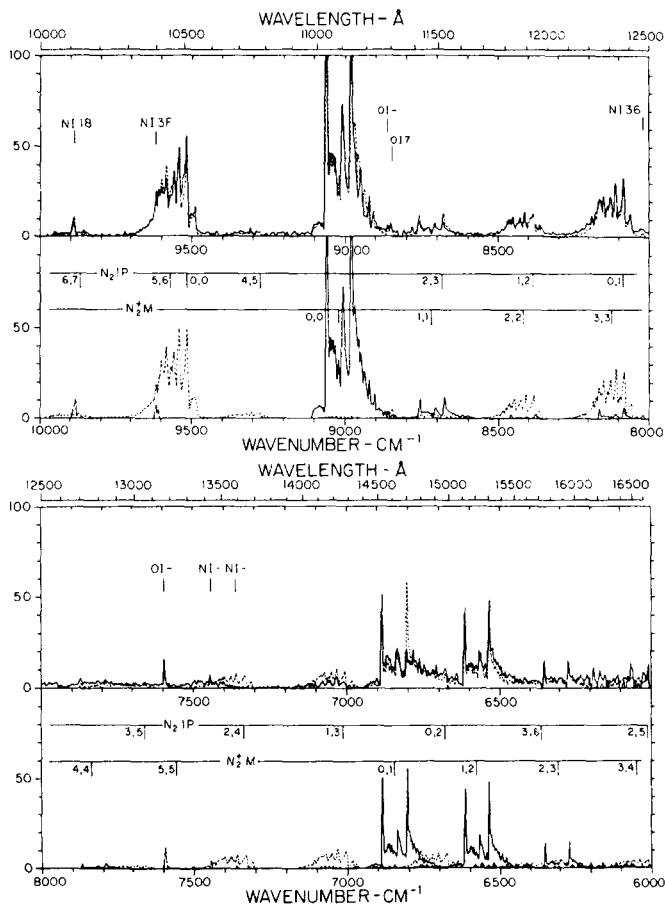 WAVELENGTH - Å
10000 10500 11000 11500 12000 12500
100
50
0
NI 18
NI 3F
OI-
OI7
NI 36
9500 9000 8500
N₂ 1P
6,7 5,6 0,0 4,5 2,3 1,2 0,1
N₂⁺M
0,0 1,1 2,2 3,3
50
0
10000 9500 9000 8500 8000
WAVENUMBER - CM⁻¹
WAVELENGTH - Å
12500 13000 13500 14000 14500 15000 15500 16000 16500
100
50
0
OI- NI- NI-
7500 7000 6500
N₂ 1P
3,5 2,4 1,3 0,2 3,6 2,5
N₂⁺M
4,4 5,5 0,1 1,2 2,3 3,4
50
0
8000 7500 7000 6500 6000
WAVENUMBER - CM⁻¹